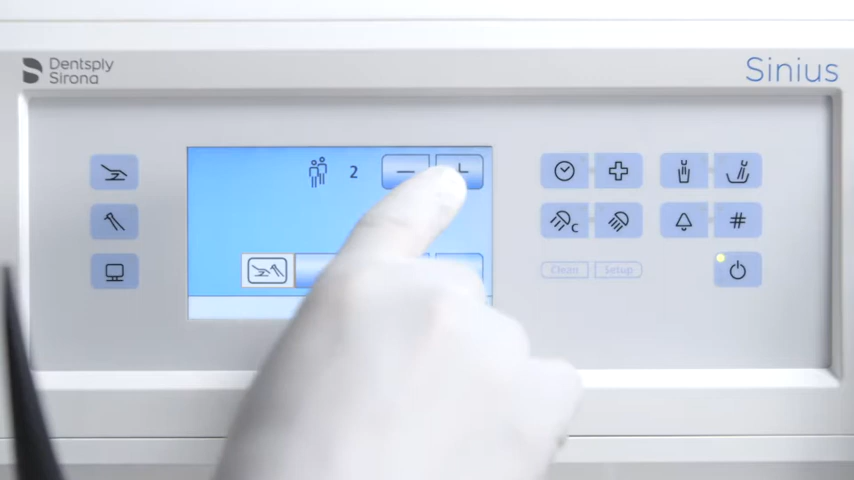 Dentsply
Sirona
Sinius
2
− +
C
#
Clean Setup